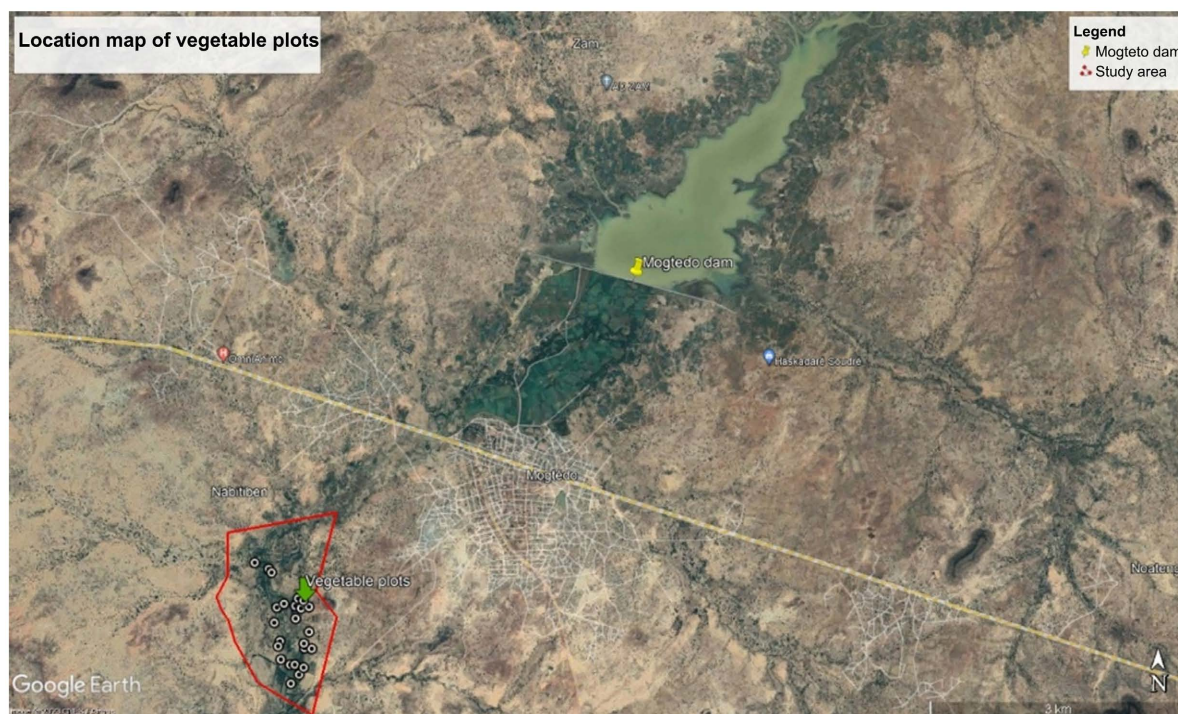 Location map of vegetable plots
Legend
Mogteto dam
Study area
Zam
Mogtedo dam
Haskadaré Soudré
Mogtedo
Nabitiben
Vegetable plots
Noateng
Google Earth
N
3 km